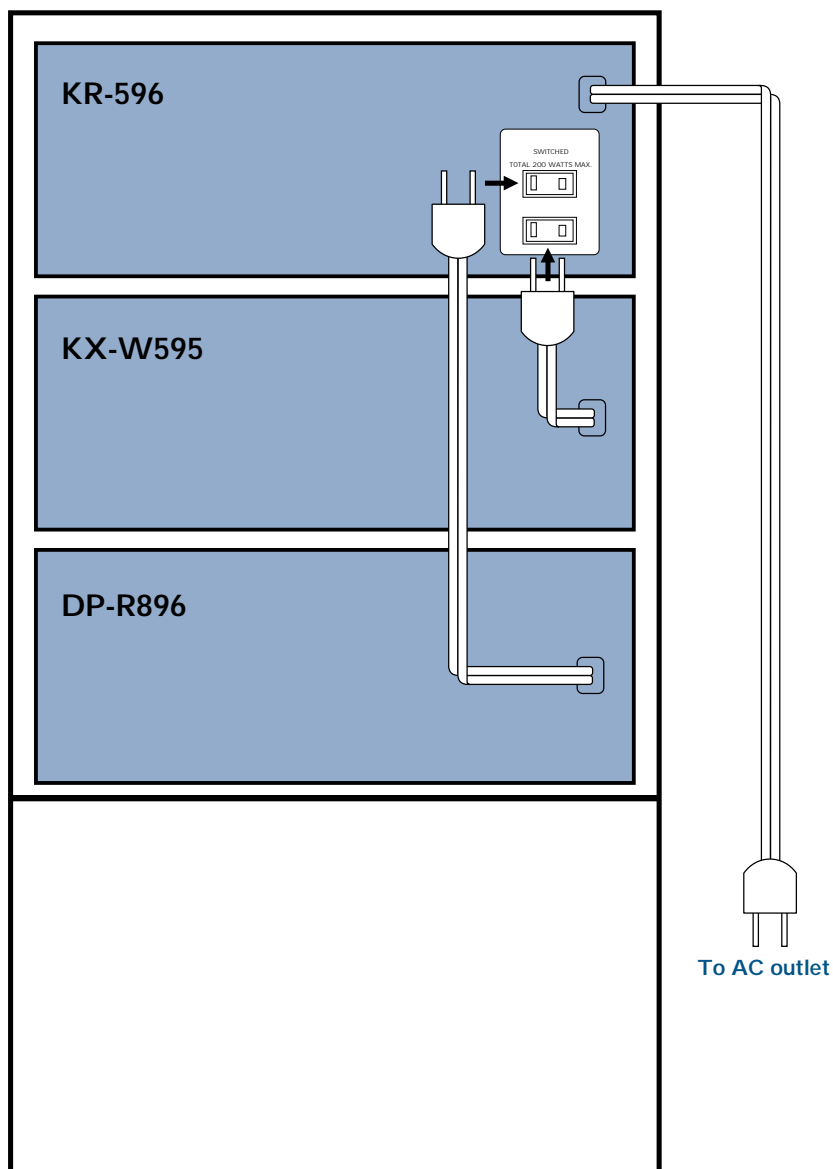 KR-596
SWITCHED
TOTAL 200 WATTS MAX.
KX-W595
DP-R896
To AC outlet